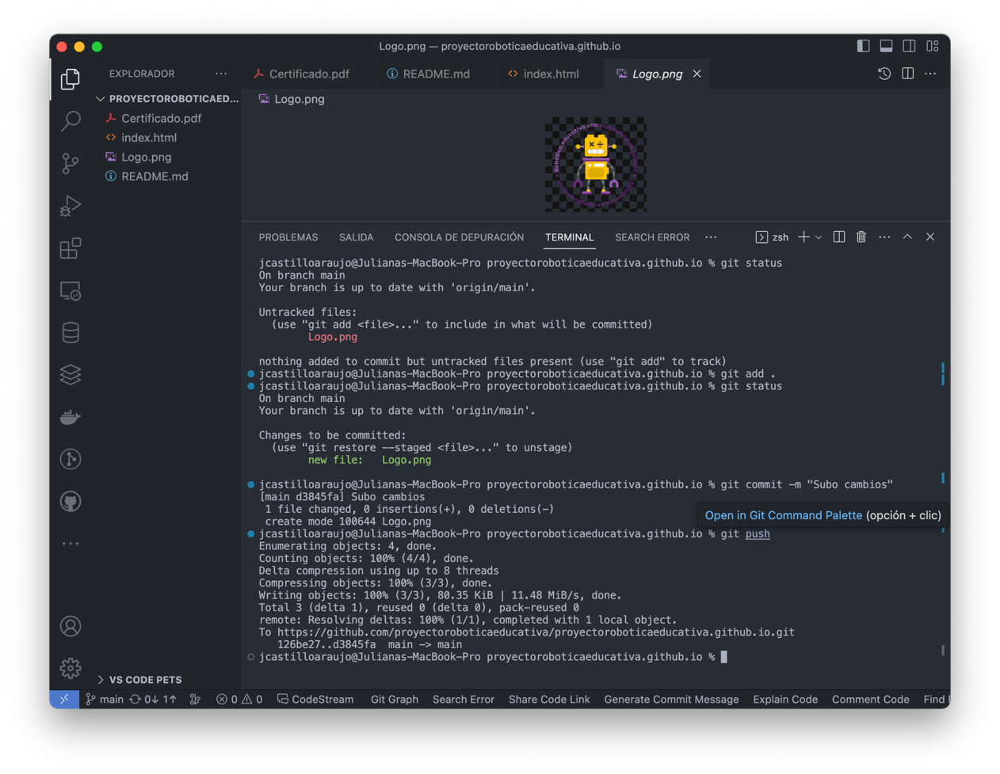 Logo.png — proyectoroboticaeducativa.github.io
EXPLORADOR
PROYECTOROBOTICAED...
Certificado.pdf
index.html
Logo.png
README.md
VS CODE PETS
Certificado.pdf README.md index.html Logo.png
Logo.png
Robótica educativa una
PROBLEMAS SALIDA CONSOLA DE DEPURACIÓN TERMINAL SEARCH ERROR zsh
jcastilloaraujo@Julianas-MacBook-Pro proyectoroboticaeducativa.github.io % git status
On branch main
Your branch is up to date with 'origin/main'.
Untracked files:
(use "git add <file>..." to include in what will be committed)
Logo.png
nothing added to commit but untracked files present (use "git add" to track)
jcastilloaraujo@Julianas-MacBook-Pro proyectoroboticaeducativa.github.io % git add .
jcastilloaraujo@Julianas-MacBook-Pro proyectoroboticaeducativa.github.io % git status
On branch main
Your branch is up to date with 'origin/main'.
Changes to be committed:
(use "git restore --staged <file>..." to unstage)
new file:   Logo.png
jcastilloaraujo@Julianas-MacBook-Pro proyectoroboticaeducativa.github.io % git commit -m "Subo cambios"
[main d3845fa] Subo cambios
1 file changed, 0 insertions(+), 0 deletions(-)
create mode 100644 Logo.png
Open in Git Command Palette (opción + clic)
jcastilloaraujo@Julianas-MacBook-Pro proyectoroboticaeducativa.github.io % git push
Enumerating objects: 4, done.
Counting objects: 100% (4/4), done.
Delta compression using up to 8 threads
Compressing objects: 100% (3/3), done.
Writing objects: 100% (3/3), 80.35 KiB | 11.48 MiB/s, done.
Total 3 (delta 1), reused 0 (delta 0), pack-reused 0
remote: Resolving deltas: 100% (1/1), completed with 1 local object.
To https://github.com/proyectoroboticaeducativa/proyectoroboticaeducativa.github.io.git
126be27..d3845fa  main -> main
jcastilloaraujo@Julianas-MacBook-Pro proyectoroboticaeducativa.github.io %
main 0↓ 1↑ 0 0 CodeStream Git Graph Search Error Share Code Link Generate Commit Message Explain Code Comment Code Find